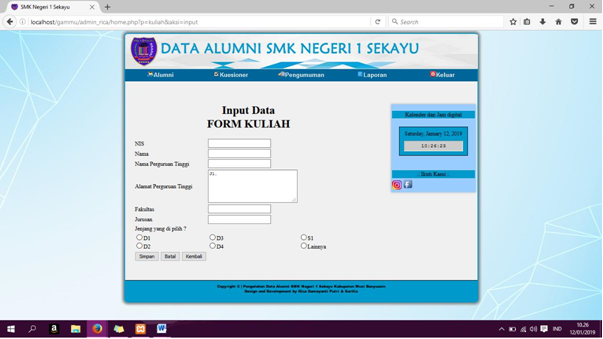 SMK Negeri 1 Sekayu
localhost/gammu/admin_rica/home.php?p=kuliah&aksi=input
Search
DATA ALUMNI SMK NEGERI 1 SEKAYU
Alumni Kuesioner Pengumuman Laporan Keluar
Input Data
FORM KULIAH
Kalender dan Jam digital
Saturday, January 12, 2019
10:26:23
Ikuti Kami
NIS
Nama
Nama Perguruan Tinggi
Jl.
Alamat Perguruan Tinggi
Fakultas
Jurusan
Jenjang yang di pilih ?
D1 D3 S1
D2 D4 Lainnya
Simpan Batal Kembali
Copyright © : Pengolahan Data Alumni SMK Negeri 1 Sekayu Kabupaten Musi Banyuasin
Design and Development by Rica Ramayanti Putri &
IND
10.26
12/01/2019